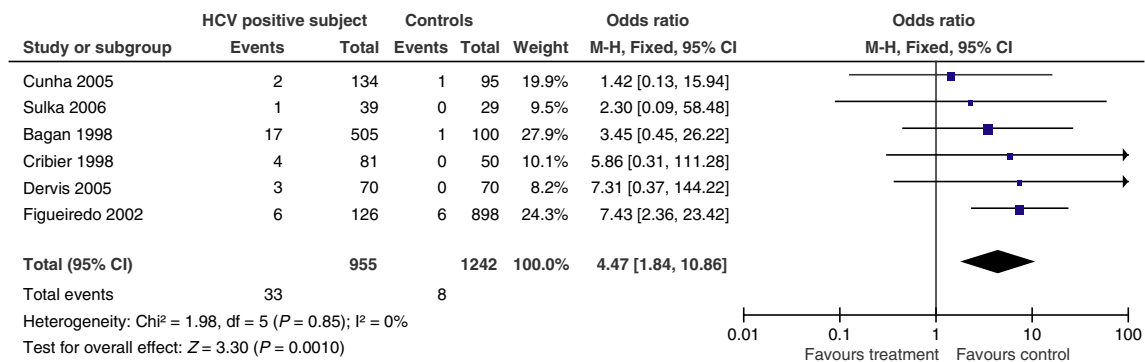 HCV positive subject Controls Odds ratio Odds ratio
Study or subgroup Events Total Events Total Weight M-H, Fixed, 95% CI M-H, Fixed, 95% CI
Cunha 2005 2 134 1 95 19.9% 1.42 [0.13, 15.94]
Sulka 2006 1 39 0 29 9.5% 2.30 [0.09, 58.48]
Bagan 1998 17 505 1 100 27.9% 3.45 [0.45, 26.22]
Cribier 1998 4 81 0 50 10.1% 5.86 [0.31, 111.28]
Dervis 2005 3 70 0 70 8.2% 7.31 [0.37, 144.22]
Figueiredo 2002 6 126 6 898 24.3% 7.43 [2.36, 23.42]
Total (95% CI) 955 1242 100.0% 4.47 [1.84, 10.86]
Total events 33 8
Heterogeneity: Chi² = 1.98, df = 5 (P = 0.85); I² = 0%
Test for overall effect: Z = 3.30 (P = 0.0010)
0.01 0.1 1 10 100
Favours treatment Favours control